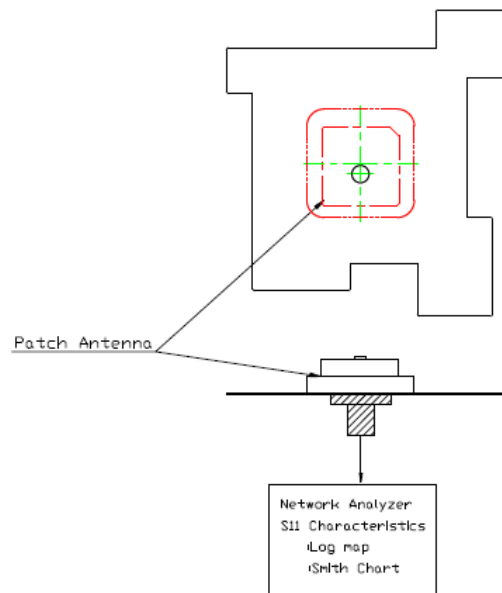 Patch Antenna
Network Analyzer
S11 Characteristics
Log map
Smith Chart